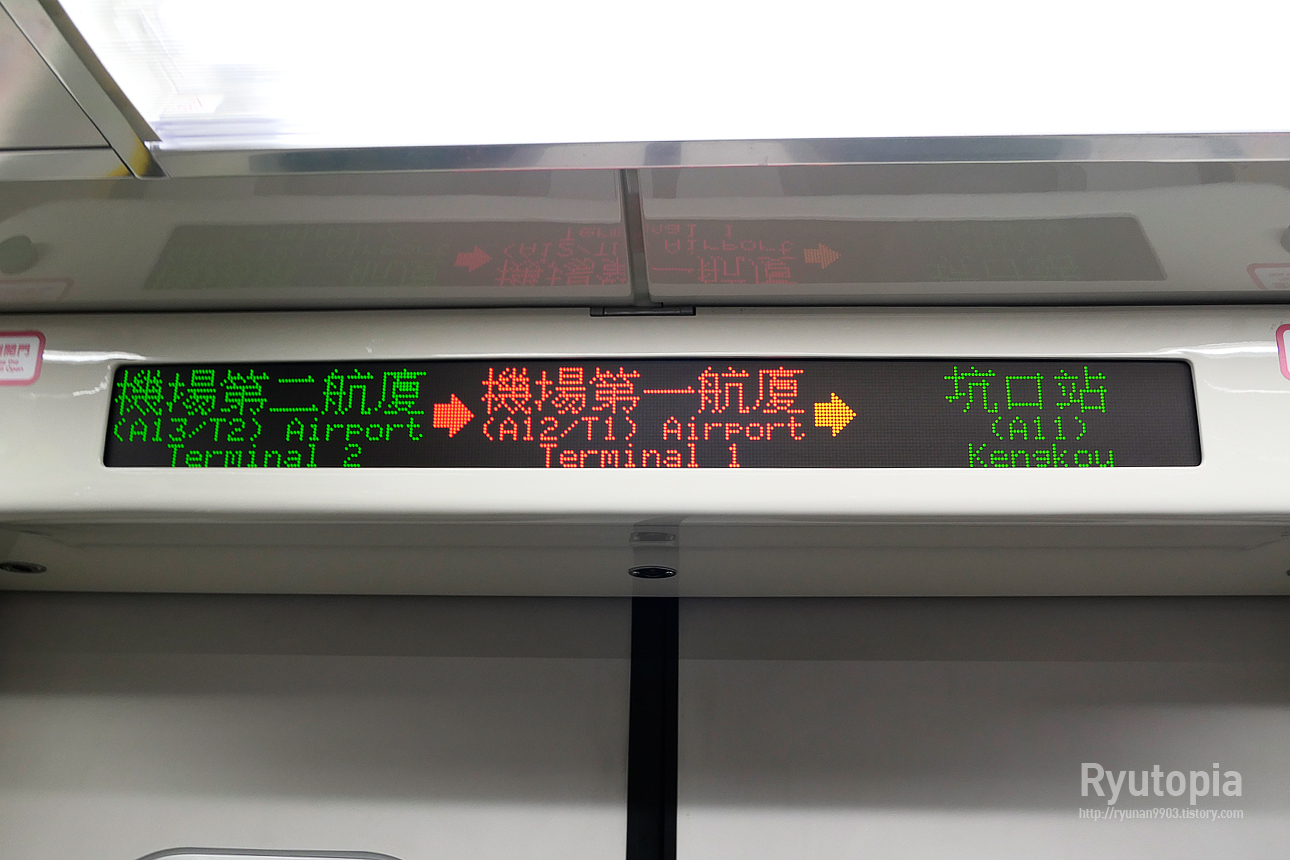 機場第二航廈
(A13/T2) Airport
Terminal 2
機場第一航廈
(A12/T1) Airport
Terminal 1
坑口站
(A11)
Kengkou
Ryutopia
http://ryunan9903.tistory.com